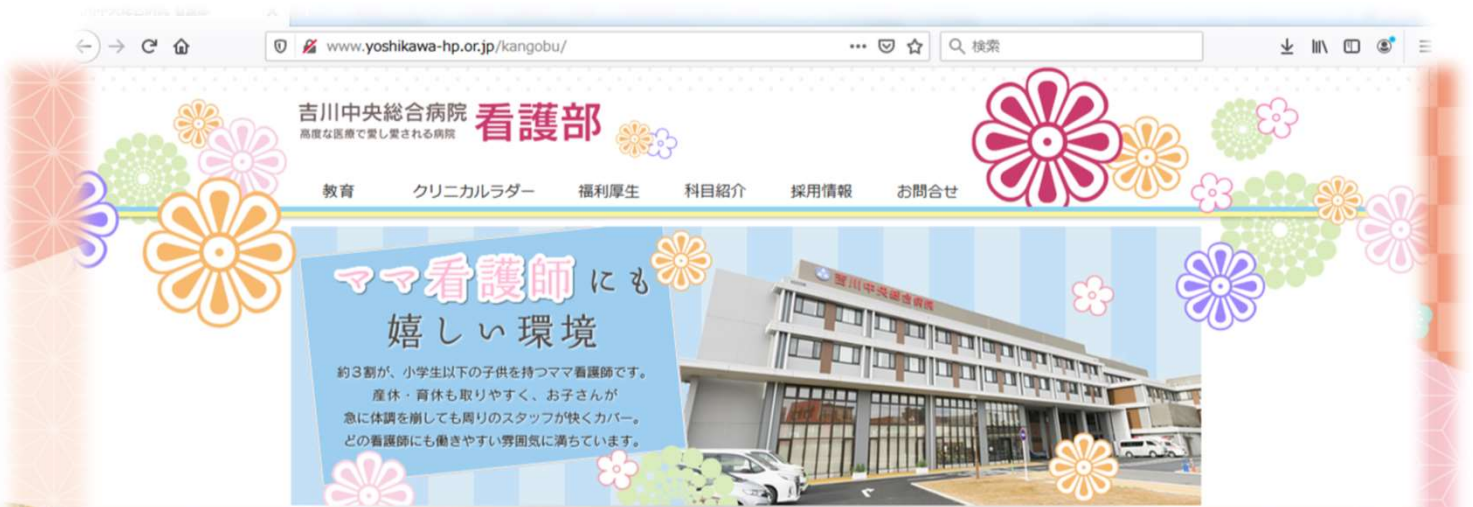 www.yoshikawa-hp.or.jp/kangobu/
検索
吉川中央総合病院 看護部
高度な医療で愛し愛される病院
教育 クリニカルラダー 福利厚生 科目紹介 採用情報 お問合せ
ママ看護師にも
嬉しい環境
吉川中央総合病院
約3割が、小学生以下の子供を持つママ看護師です。
産休・育休も取りやすく、お子さんが
急に体調を崩しても周りのスタッフが快くカバー。
どの看護師にも働きやすい雰囲気に満ちています。